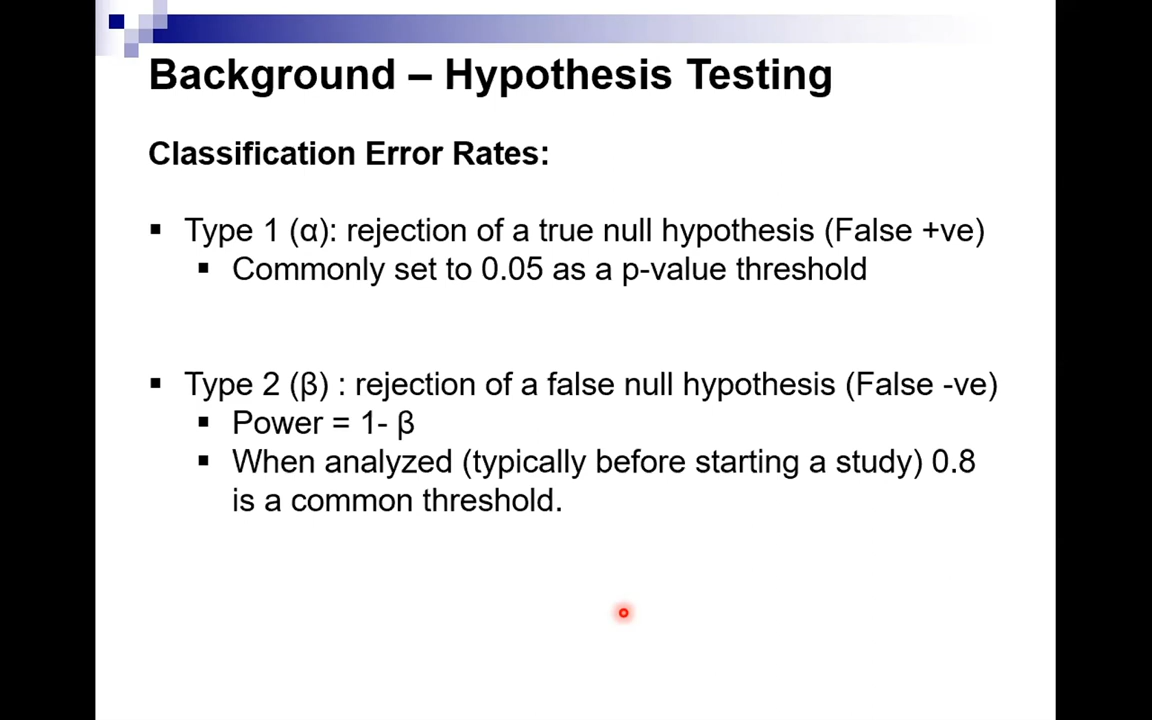 Background – Hypothesis Testing
Classification Error Rates:
▪ Type 1 (α): rejection of a true null hypothesis (False +ve)
▪ Commonly set to 0.05 as a p-value threshold
▪ Type 2 (β) : rejection of a false null hypothesis (False -ve)
▪ Power = 1- β
▪ When analyzed (typically before starting a study) 0.8
is a common threshold.